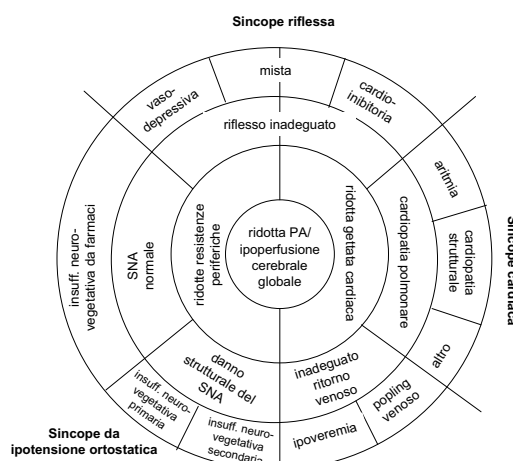 Sincope riflessa
vaso-
depressiva
mista
cardio-
inibitoria
riflesso inadeguato
aritmia
cardiopatia
strutturale
altro
Sincope cardiaca
insuff. neuro-
vegetativa da farmaci
SNA
normale
ridotte resistenze
periferiche
ridotta PA/
ipoperfusione
cerebrale
globale
ridotta gettata cardiaca
cardiopatia polmonare
danno
strutturale del
SNA
inadeguato
ritorno
venoso
insuff. neuro-
vegetativa
primaria
insuff. neuro-
vegetativa
secondaria
ipoveremia
popling
venoso
Sincope da
ipotensione ortostatica